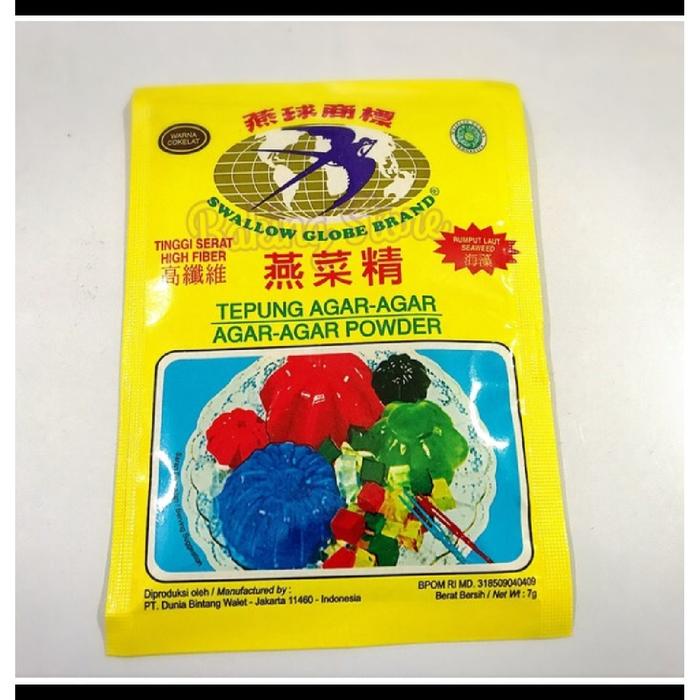 燕球商標
WARNA
COKELAT
SWALLOW GLOBE BRAND®
TINGGI SERAT
HIGH FIBER
高纖維
燕菜精
RUMPUT LAUT
SEAWEED
海藻
TEPUNG AGAR-AGAR
AGAR-AGAR POWDER
Diproduksi oleh / Manufactured by :
PT. Dunia Bintang Walet - Jakarta 11460 - Indonesia
BPOM RI MD. 318509040409
Berat Bersih / Net Wt : 7g